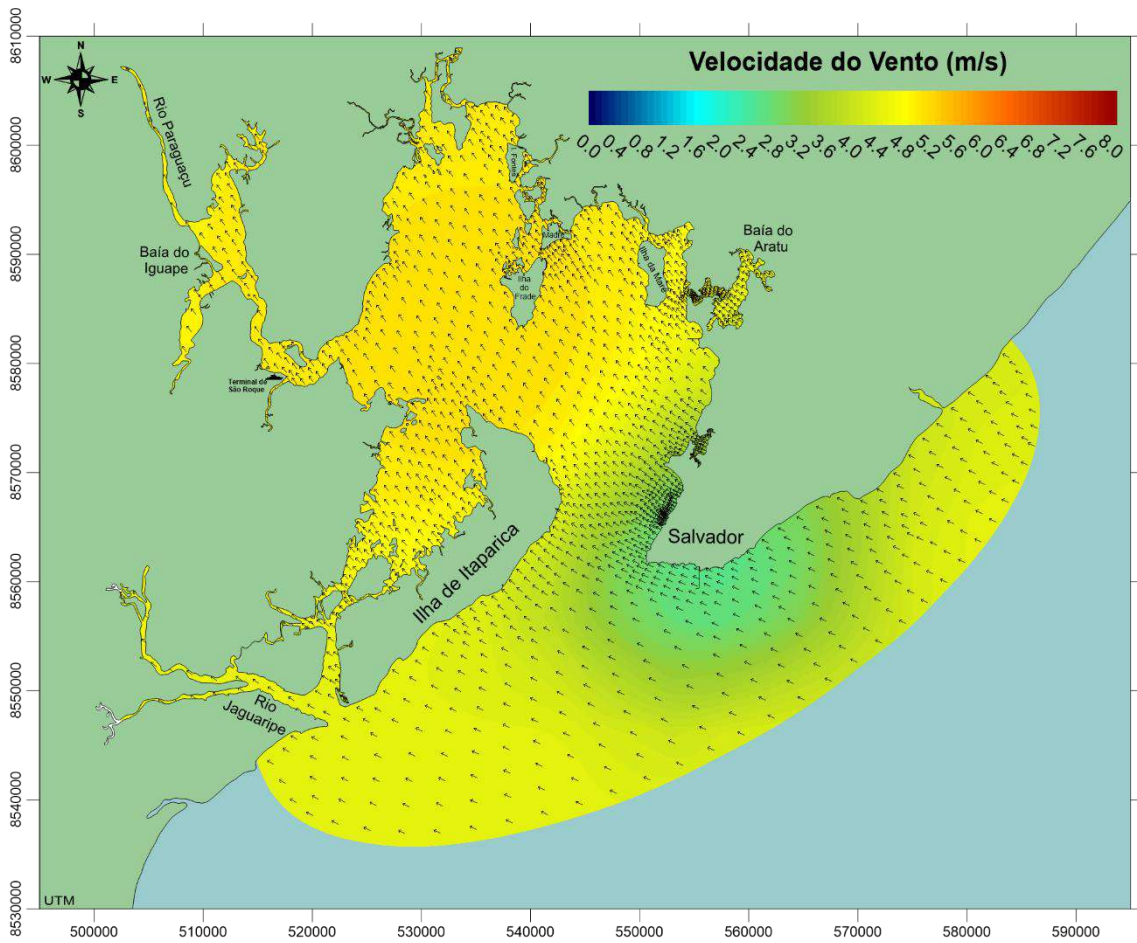 Velocidade do Vento (m/s)
0.0 0.4 0.8 1.2 1.6 2.0 2.4 2.8 3.2 3.6 4.0 4.4 4.8 5.2 5.6 6.0 6.4 6.8 7.2 7.6 8.0
N
W E
S
8610000
8600000
8590000
8580000
8570000
8560000
8550000
8540000
8530000
Rio Paraguaçu
Fontes
Baía do
Iguape
Madre
Ilha
do
Frade
Ilha da Maré
Baía do
Aratu
Terminal de
São Roque
Salvador
Ilha de Itaparica
Rio
Jaguaripe
UTM
500000 510000 520000 530000 540000 550000 560000 570000 580000 590000